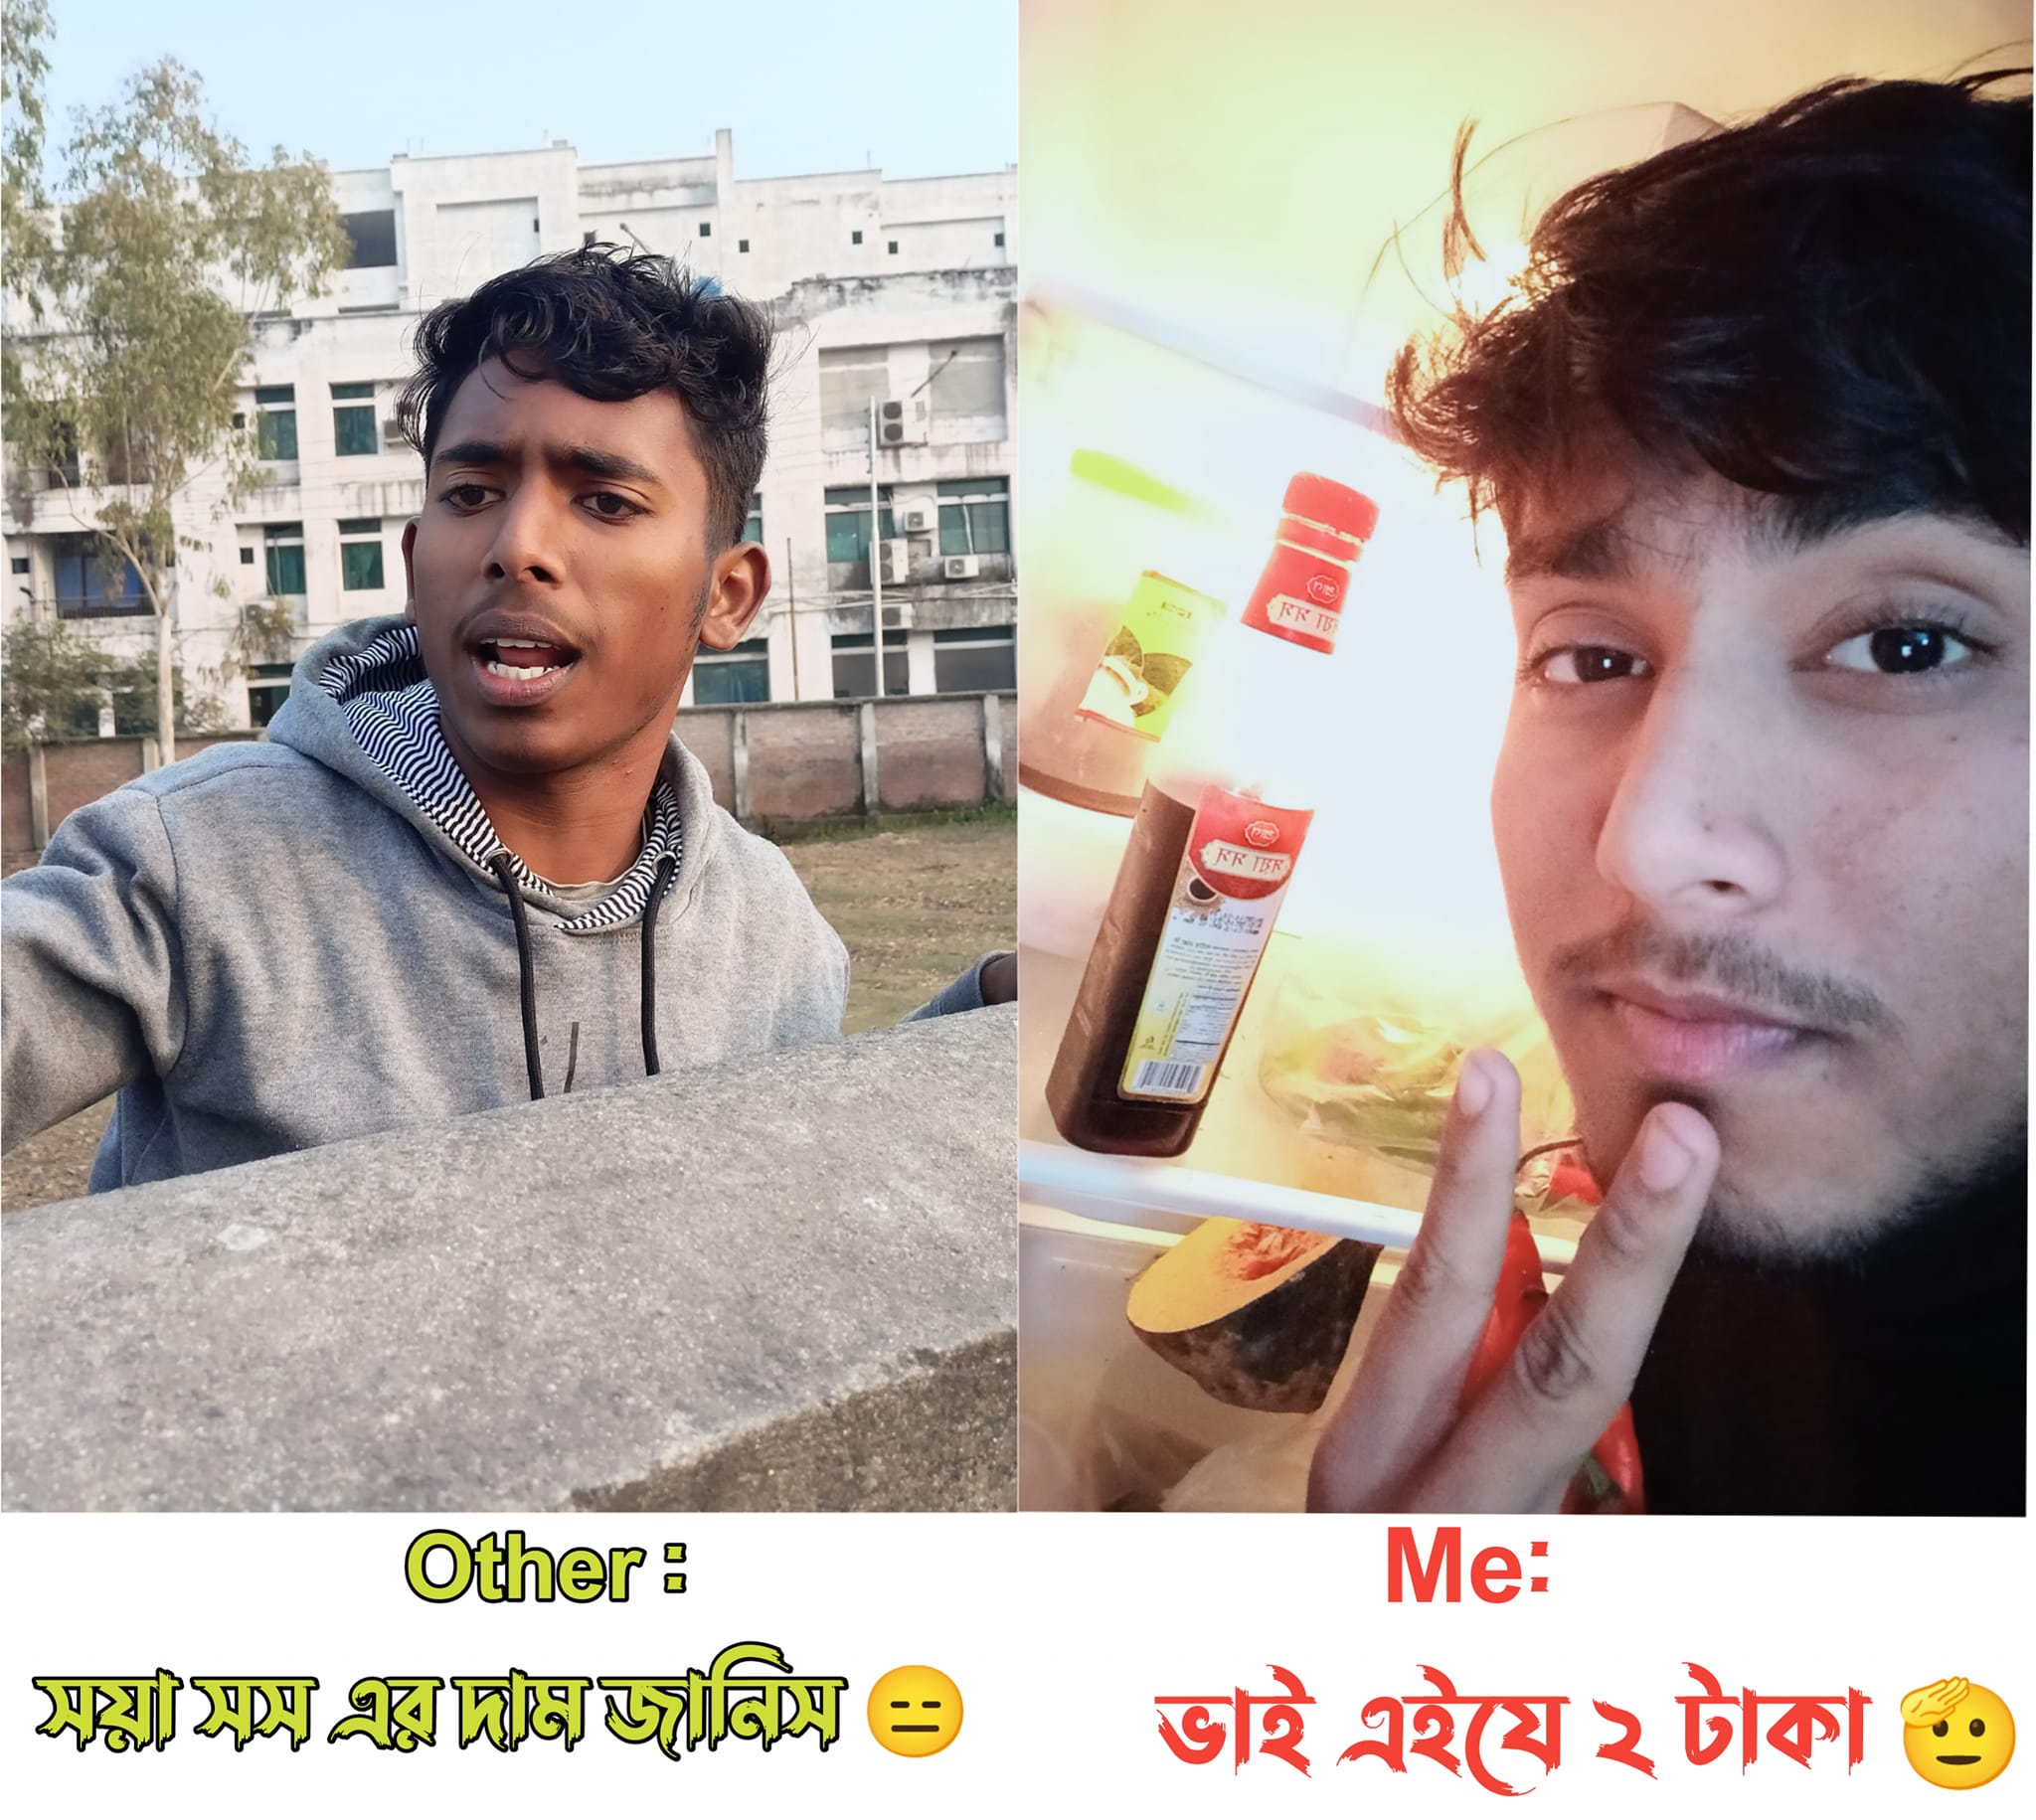 Other :
সয়া সস এর দাম জানিস 😑
Me:
ভাই এইযে ২ টাকা 🫡